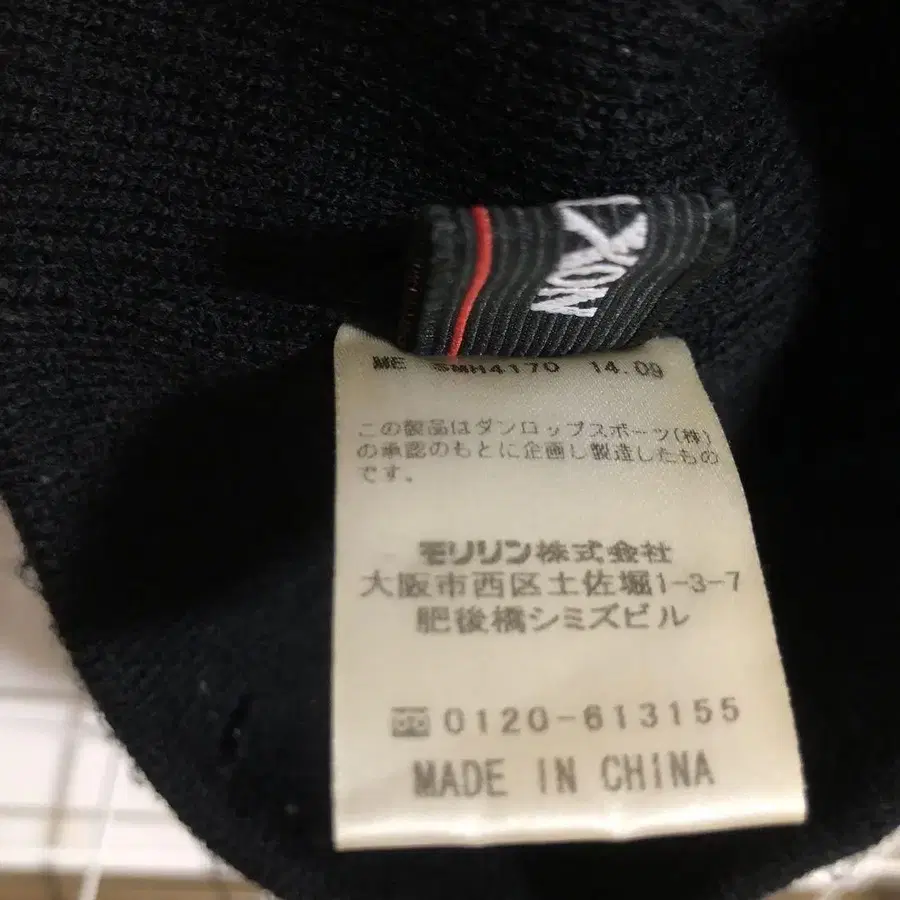 XON
ME SMH4170 14.09
この製品はダンロップスポーツ(株)
の承認のもとに企画し製造したもの
です。
モリリン株式会社
大阪市西区土佐堀1-3-7
肥後橋シミズビル
0120-613155
MADE IN CHINA